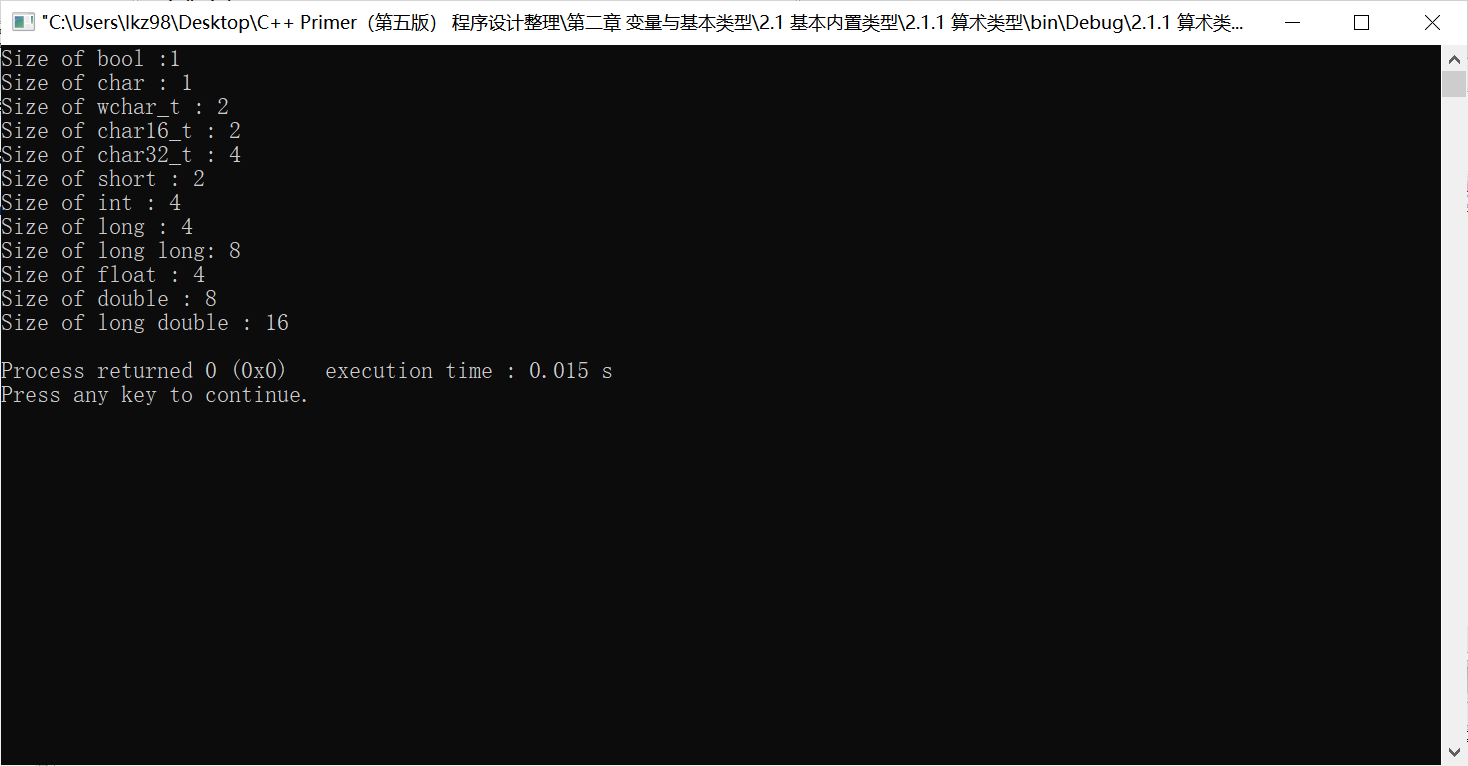 "C:\Users\lkz98\Desktop\C++ Primer（第五版） 程序设计整理\第二章 变量与基本类型\2.1 基本内置类型\2.1.1 算术类型\bin\Debug\2.1.1 算术类...
Size of bool :1
Size of char : 1
Size of wchar_t : 2
Size of char16_t : 2
Size of char32_t : 4
Size of short : 2
Size of int : 4
Size of long : 4
Size of long long: 8
Size of float : 4
Size of double : 8
Size of long double : 16
Process returned 0 (0x0)   execution time : 0.015 s
Press any key to continue.